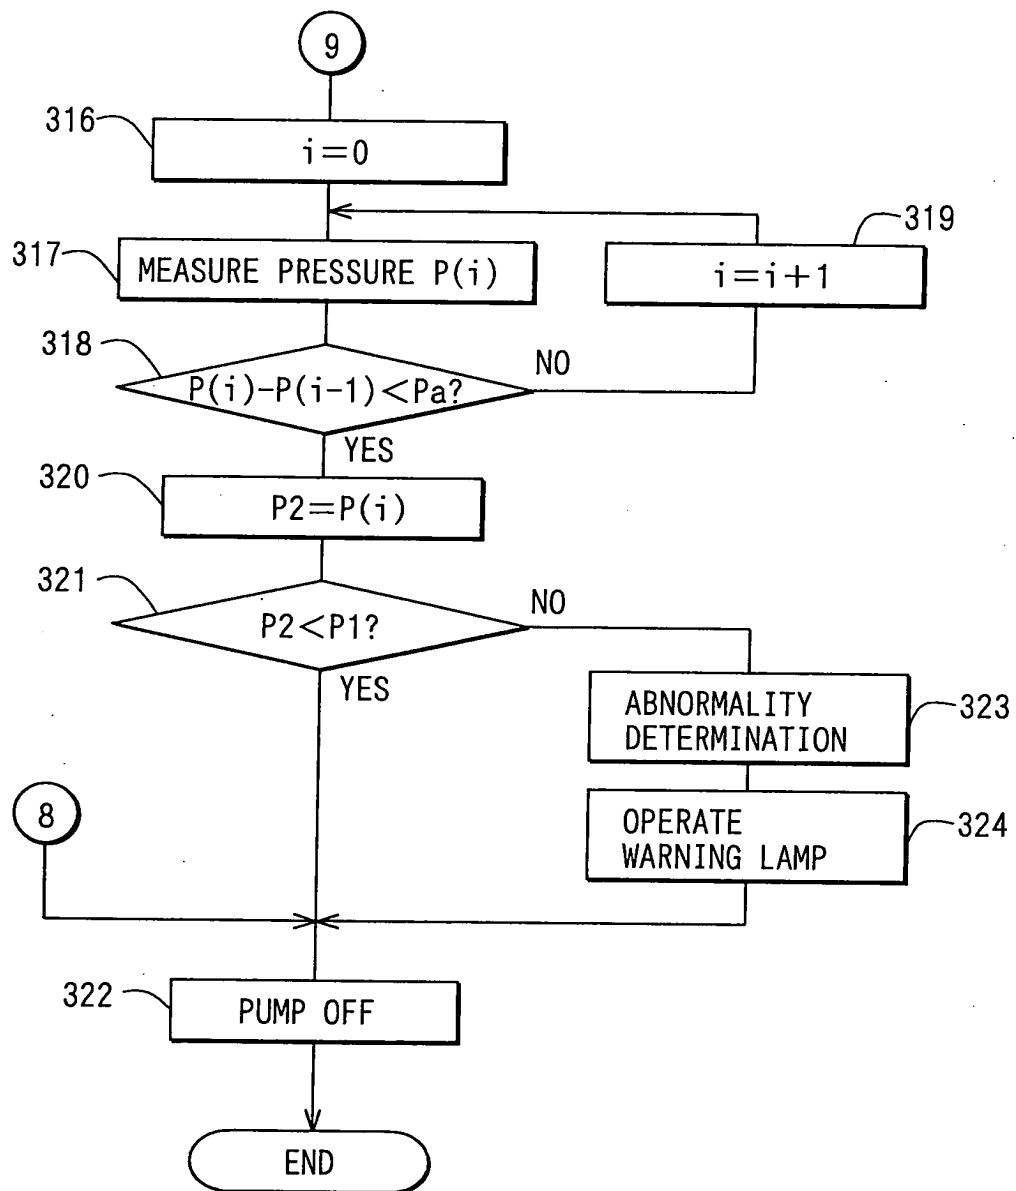 9
316
i=0
319
317
MEASURE PRESSURE P(i)
i=i+1
318
P(i)-P(i-1)<Pa?
NO
YES
320
P2=P(i)
321
P2<P1?
NO
YES
ABNORMALITY
DETERMINATION
323
8
OPERATE
WARNING LAMP
324
322
PUMP OFF
END